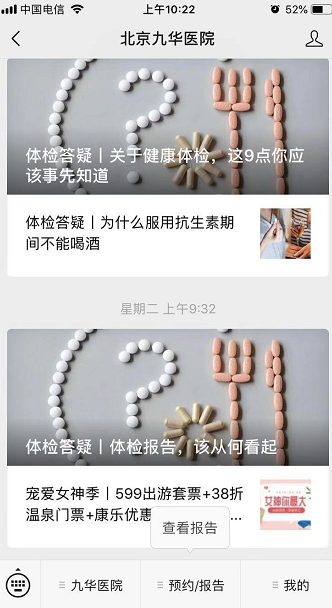 中国电信
上午10:22
52%
北京九华医院
体检答疑丨关于健康体检，这9点你应
该事先知道
体检答疑丨为什么服用抗生素期
间不能喝酒
星期二 上午9:32
体检答疑丨体检报告，该从何看起
宠爱女神季丨599出游套票+38折
温泉门票+康乐优惠
...
女神你最大
查看报告
九华医院
预约/报告
我的